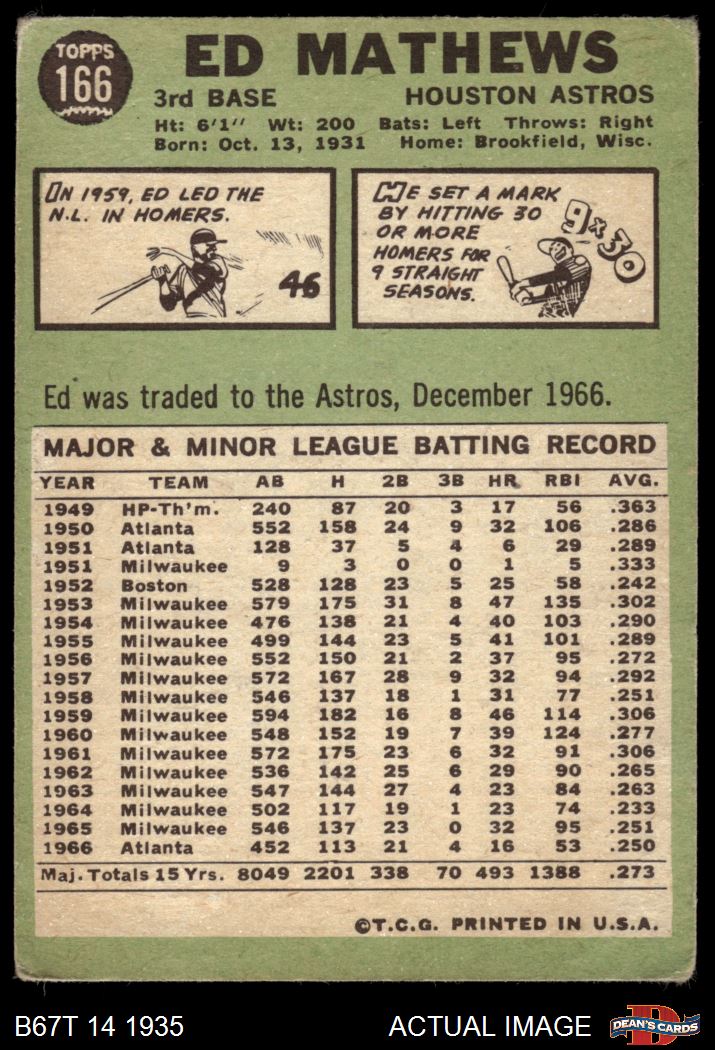 TOPPS
166
ED MATHEWS
3rd BASE HOUSTON ASTROS
Ht: 6'1" Wt: 200 Bats: Left Throws: Right
Born: Oct. 13, 1931 Home: Brookfield, Wisc.
IN 1959, ED LED THE
N.L. IN HOMERS.
46
HE SET A MARK
BY HITTING 30
OR MORE
HOMERS FOR
9 STRAIGHT
SEASONS.
9x30
Ed was traded to the Astros, December 1966.
MAJOR & MINOR LEAGUE BATTING RECORD
YEAR TEAM AB H 2B 3B HR RBI AVG.
1949 HP-Th'm. 240 87 20 3 17 56 .363
1950 Atlanta 552 158 24 9 32 106 .286
1951 Atlanta 128 37 5 4 6 29 .289
1951 Milwaukee 9 3 0 0 1 5 .333
1952 Boston 528 128 23 5 25 58 .242
1953 Milwaukee 579 175 31 8 47 135 .302
1954 Milwaukee 476 138 21 4 40 103 .290
1955 Milwaukee 499 144 23 5 41 101 .289
1956 Milwaukee 552 150 21 2 37 95 .272
1957 Milwaukee 572 167 28 9 32 94 .292
1958 Milwaukee 546 137 18 1 31 77 .251
1959 Milwaukee 594 182 16 8 46 114 .306
1960 Milwaukee 548 152 19 7 39 124 .277
1961 Milwaukee 572 175 23 6 32 91 .306
1962 Milwaukee 536 142 25 6 29 90 .265
1963 Milwaukee 547 144 27 4 23 84 .263
1964 Milwaukee 502 117 19 1 23 74 .233
1965 Milwaukee 546 137 23 0 32 95 .251
1966 Atlanta 452 113 21 4 16 53 .250
Maj. Totals 15 Yrs. 8049 2201 338 70 493 1388 .273
©T.C.G. PRINTED IN U.S.A.
B67T 14 1935 ACTUAL IMAGE
DEAN'S CARDS